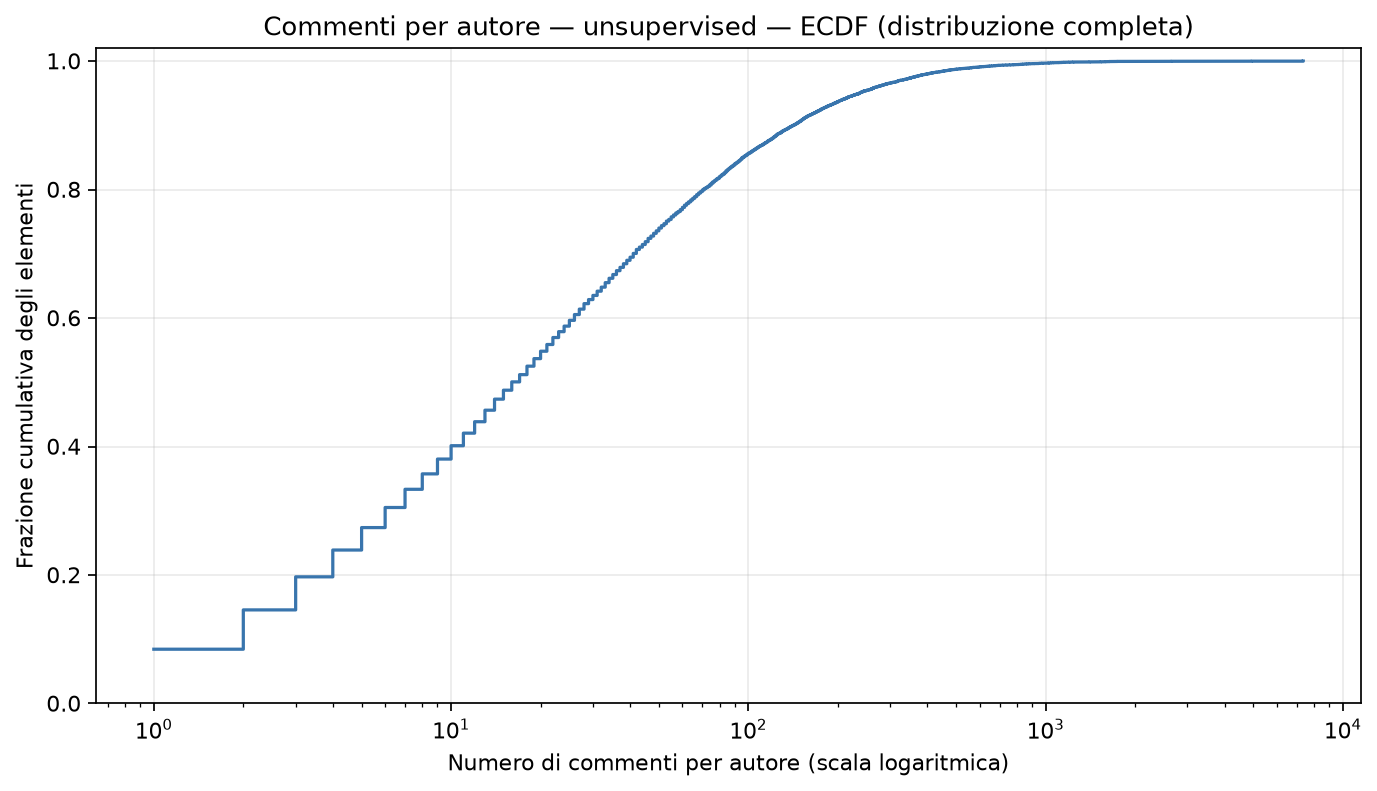 Commenti per autore — unsupervised — ECDF (distribuzione completa)
Frazione cumulativa degli elementi
1.0
0.8
0.6
0.4
0.2
0.0
10⁰ 10¹ 10² 10³ 10⁴
Numero di commenti per autore (scala logaritmica)